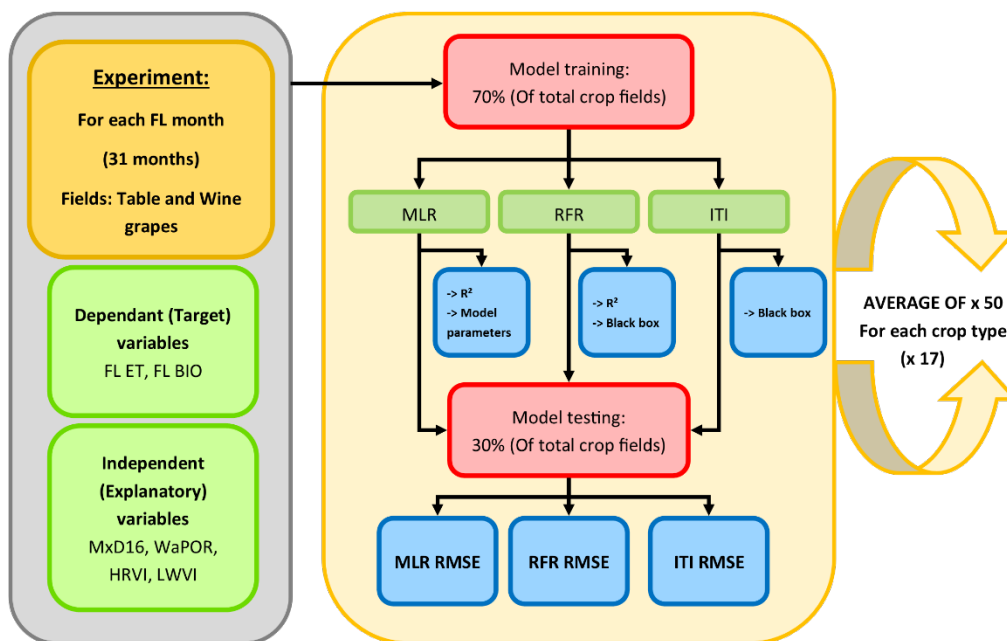 Experiment:
For each FL month
(31 months)
Fields: Table and Wine
grapes
Dependant (Target)
variables
FL ET, FL BIO
Independent
(Explanatory)
variables
MxD16, WaPOR,
HRVI, LWVI
Model training:
70% (Of total crop fields)
MLR
RFR
ITI
-> R²
-> Model
parameters
-> R²
-> Black box
-> Black box
Model testing:
30% (Of total crop fields)
MLR RMSE
RFR RMSE
ITI RMSE
AVERAGE OF x 50
For each crop type
(x 17)